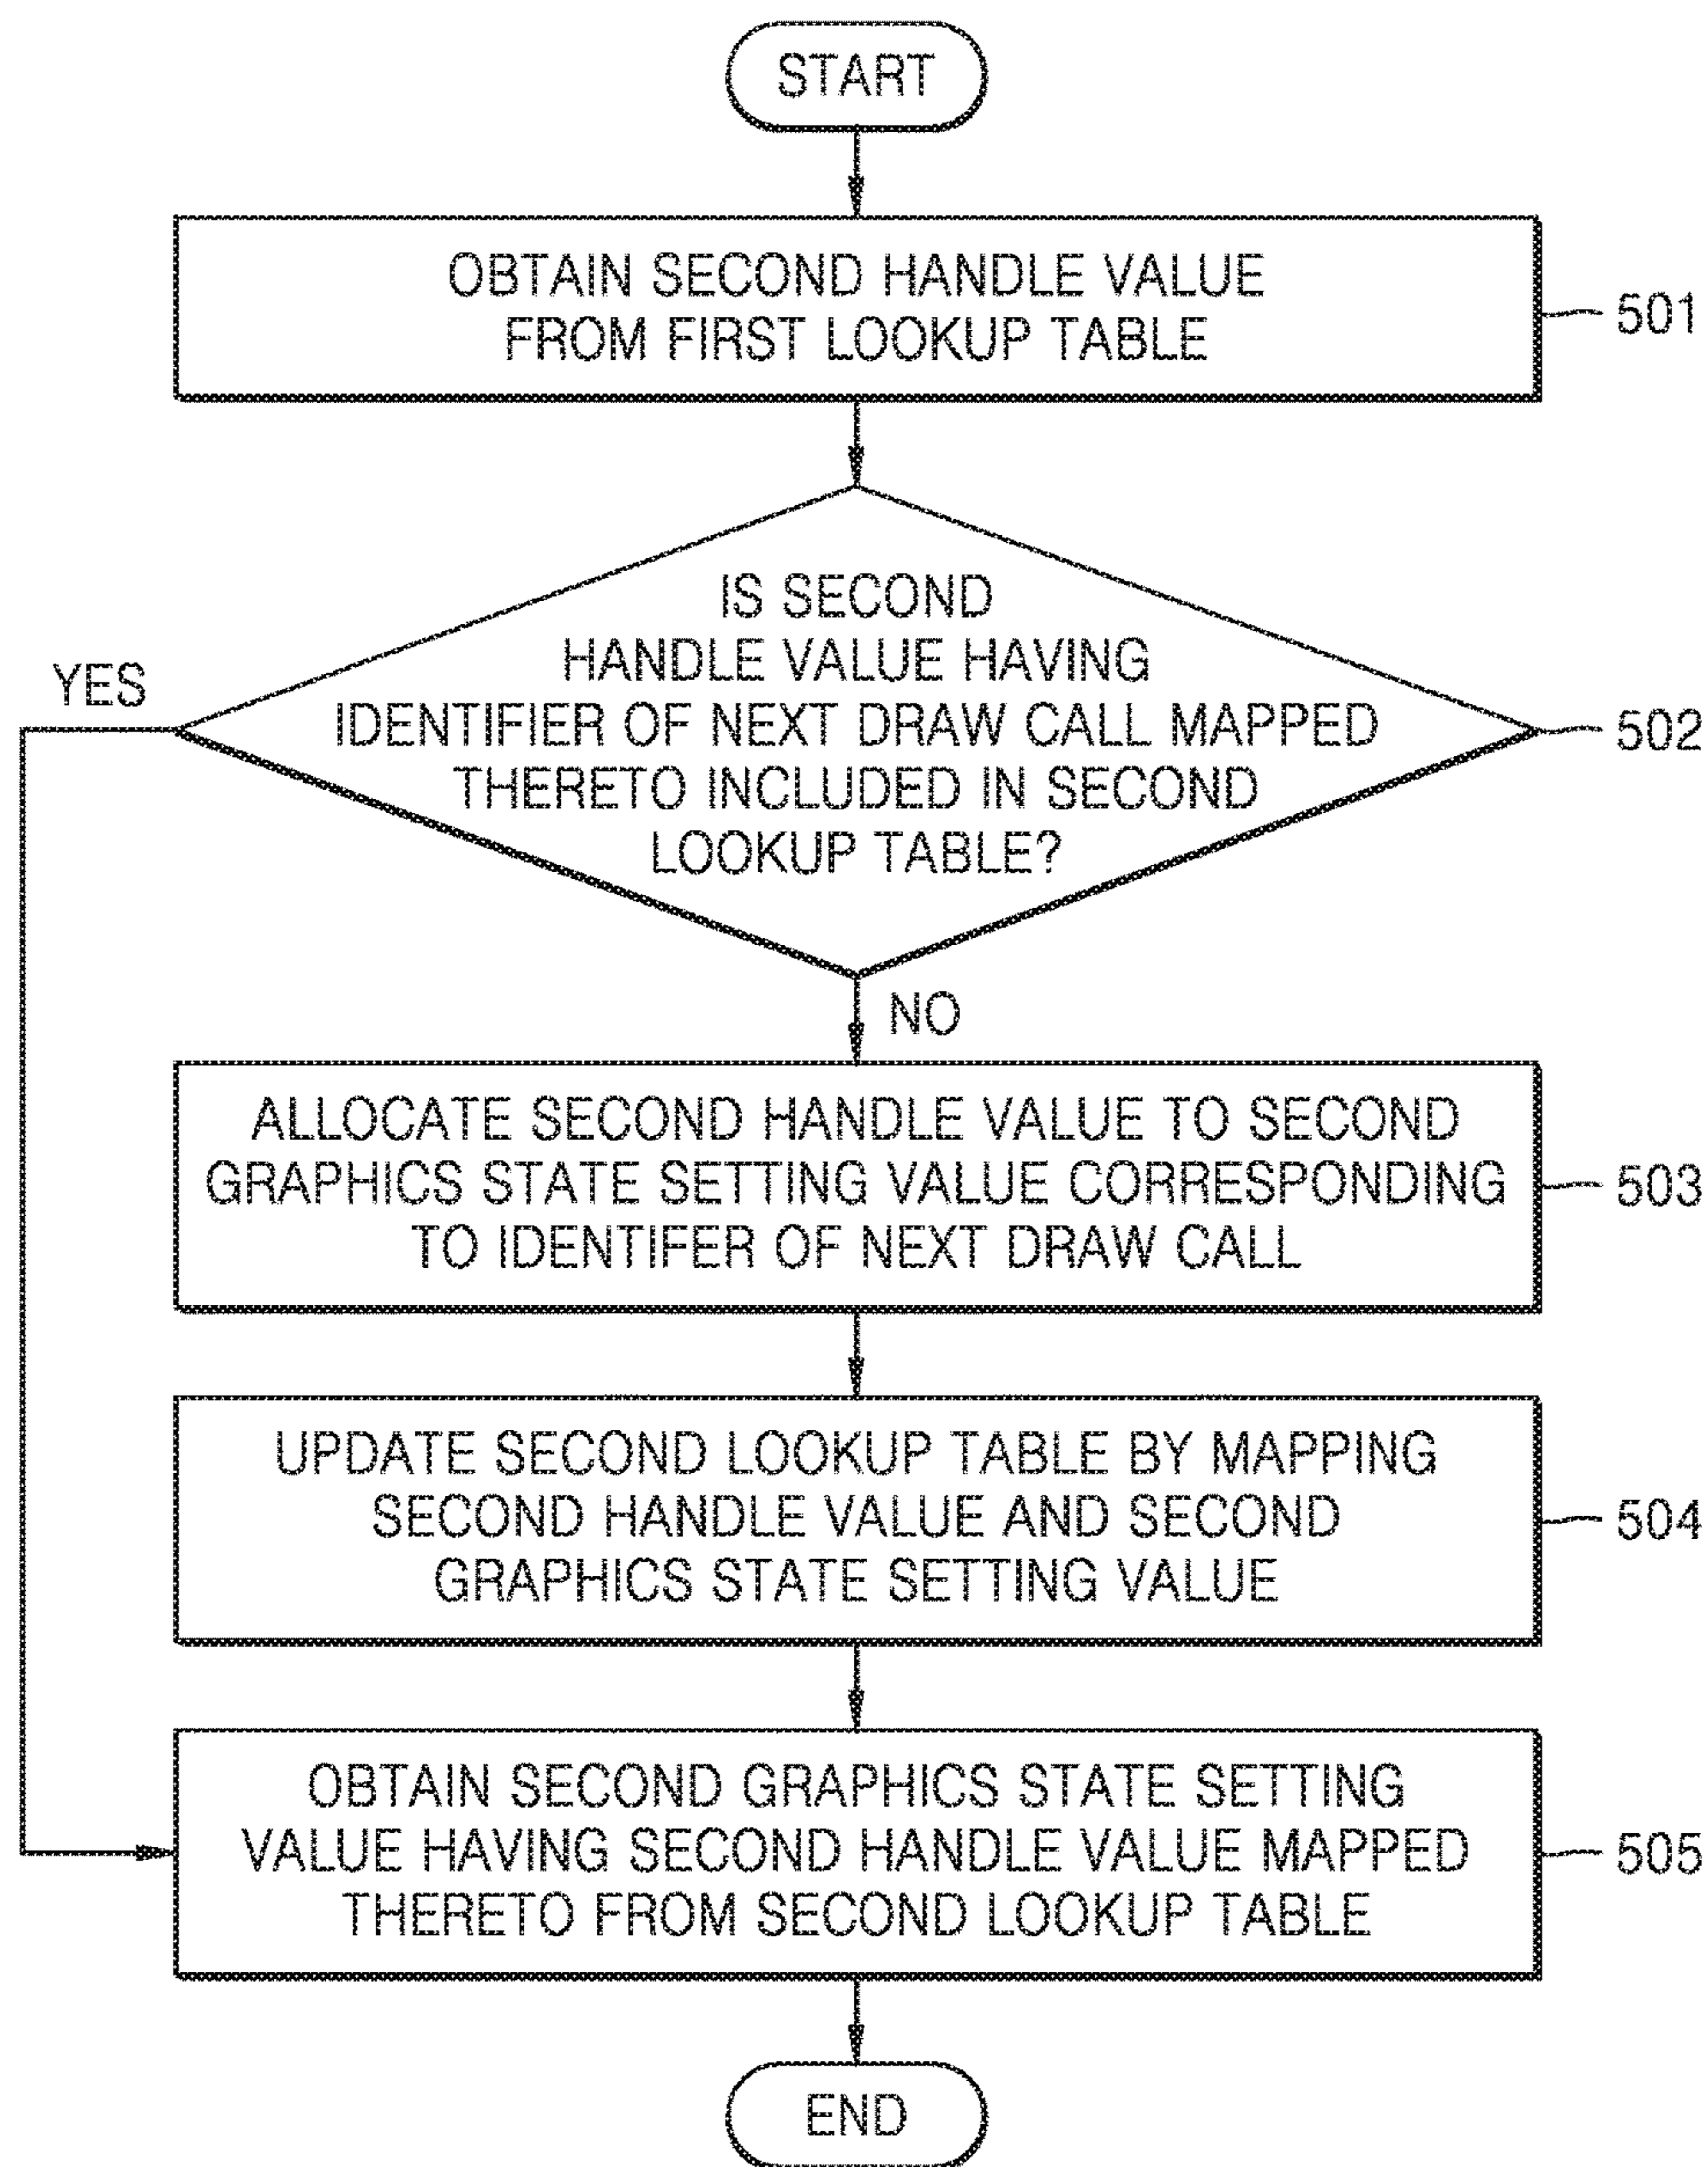 START
OBTAIN SECOND HANDLE VALUE
FROM FIRST LOOKUP TABLE
501
IS SECOND
HANDLE VALUE HAVING
IDENTIFIER OF NEXT DRAW CALL MAPPED
THERETO INCLUDED IN SECOND
LOOKUP TABLE?
502
YES
NO
ALLOCATE SECOND HANDLE VALUE TO SECOND
GRAPHICS STATE SETTING VALUE CORRESPONDING
TO IDENTIFER OF NEXT DRAW CALL
503
UPDATE SECOND LOOKUP TABLE BY MAPPING
SECOND HANDLE VALUE AND SECOND
GRAPHICS STATE SETTING VALUE
504
OBTAIN SECOND GRAPHICS STATE SETTING
VALUE HAVING SECOND HANDLE VALUE MAPPED
THERETO FROM SECOND LOOKUP TABLE
505
END